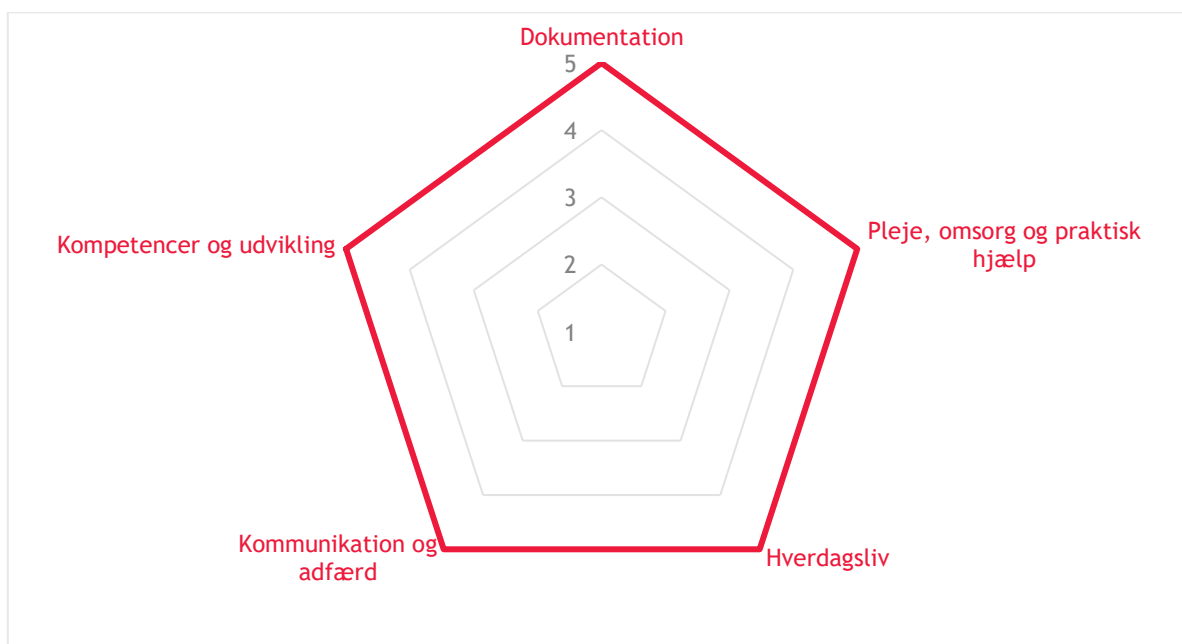 Dokumentation
5
4
3
2
1
Pleje, omsorg og praktisk
hjælp
Hverdagsliv
Kommunikation og
adfærd
Kompetencer og udvikling